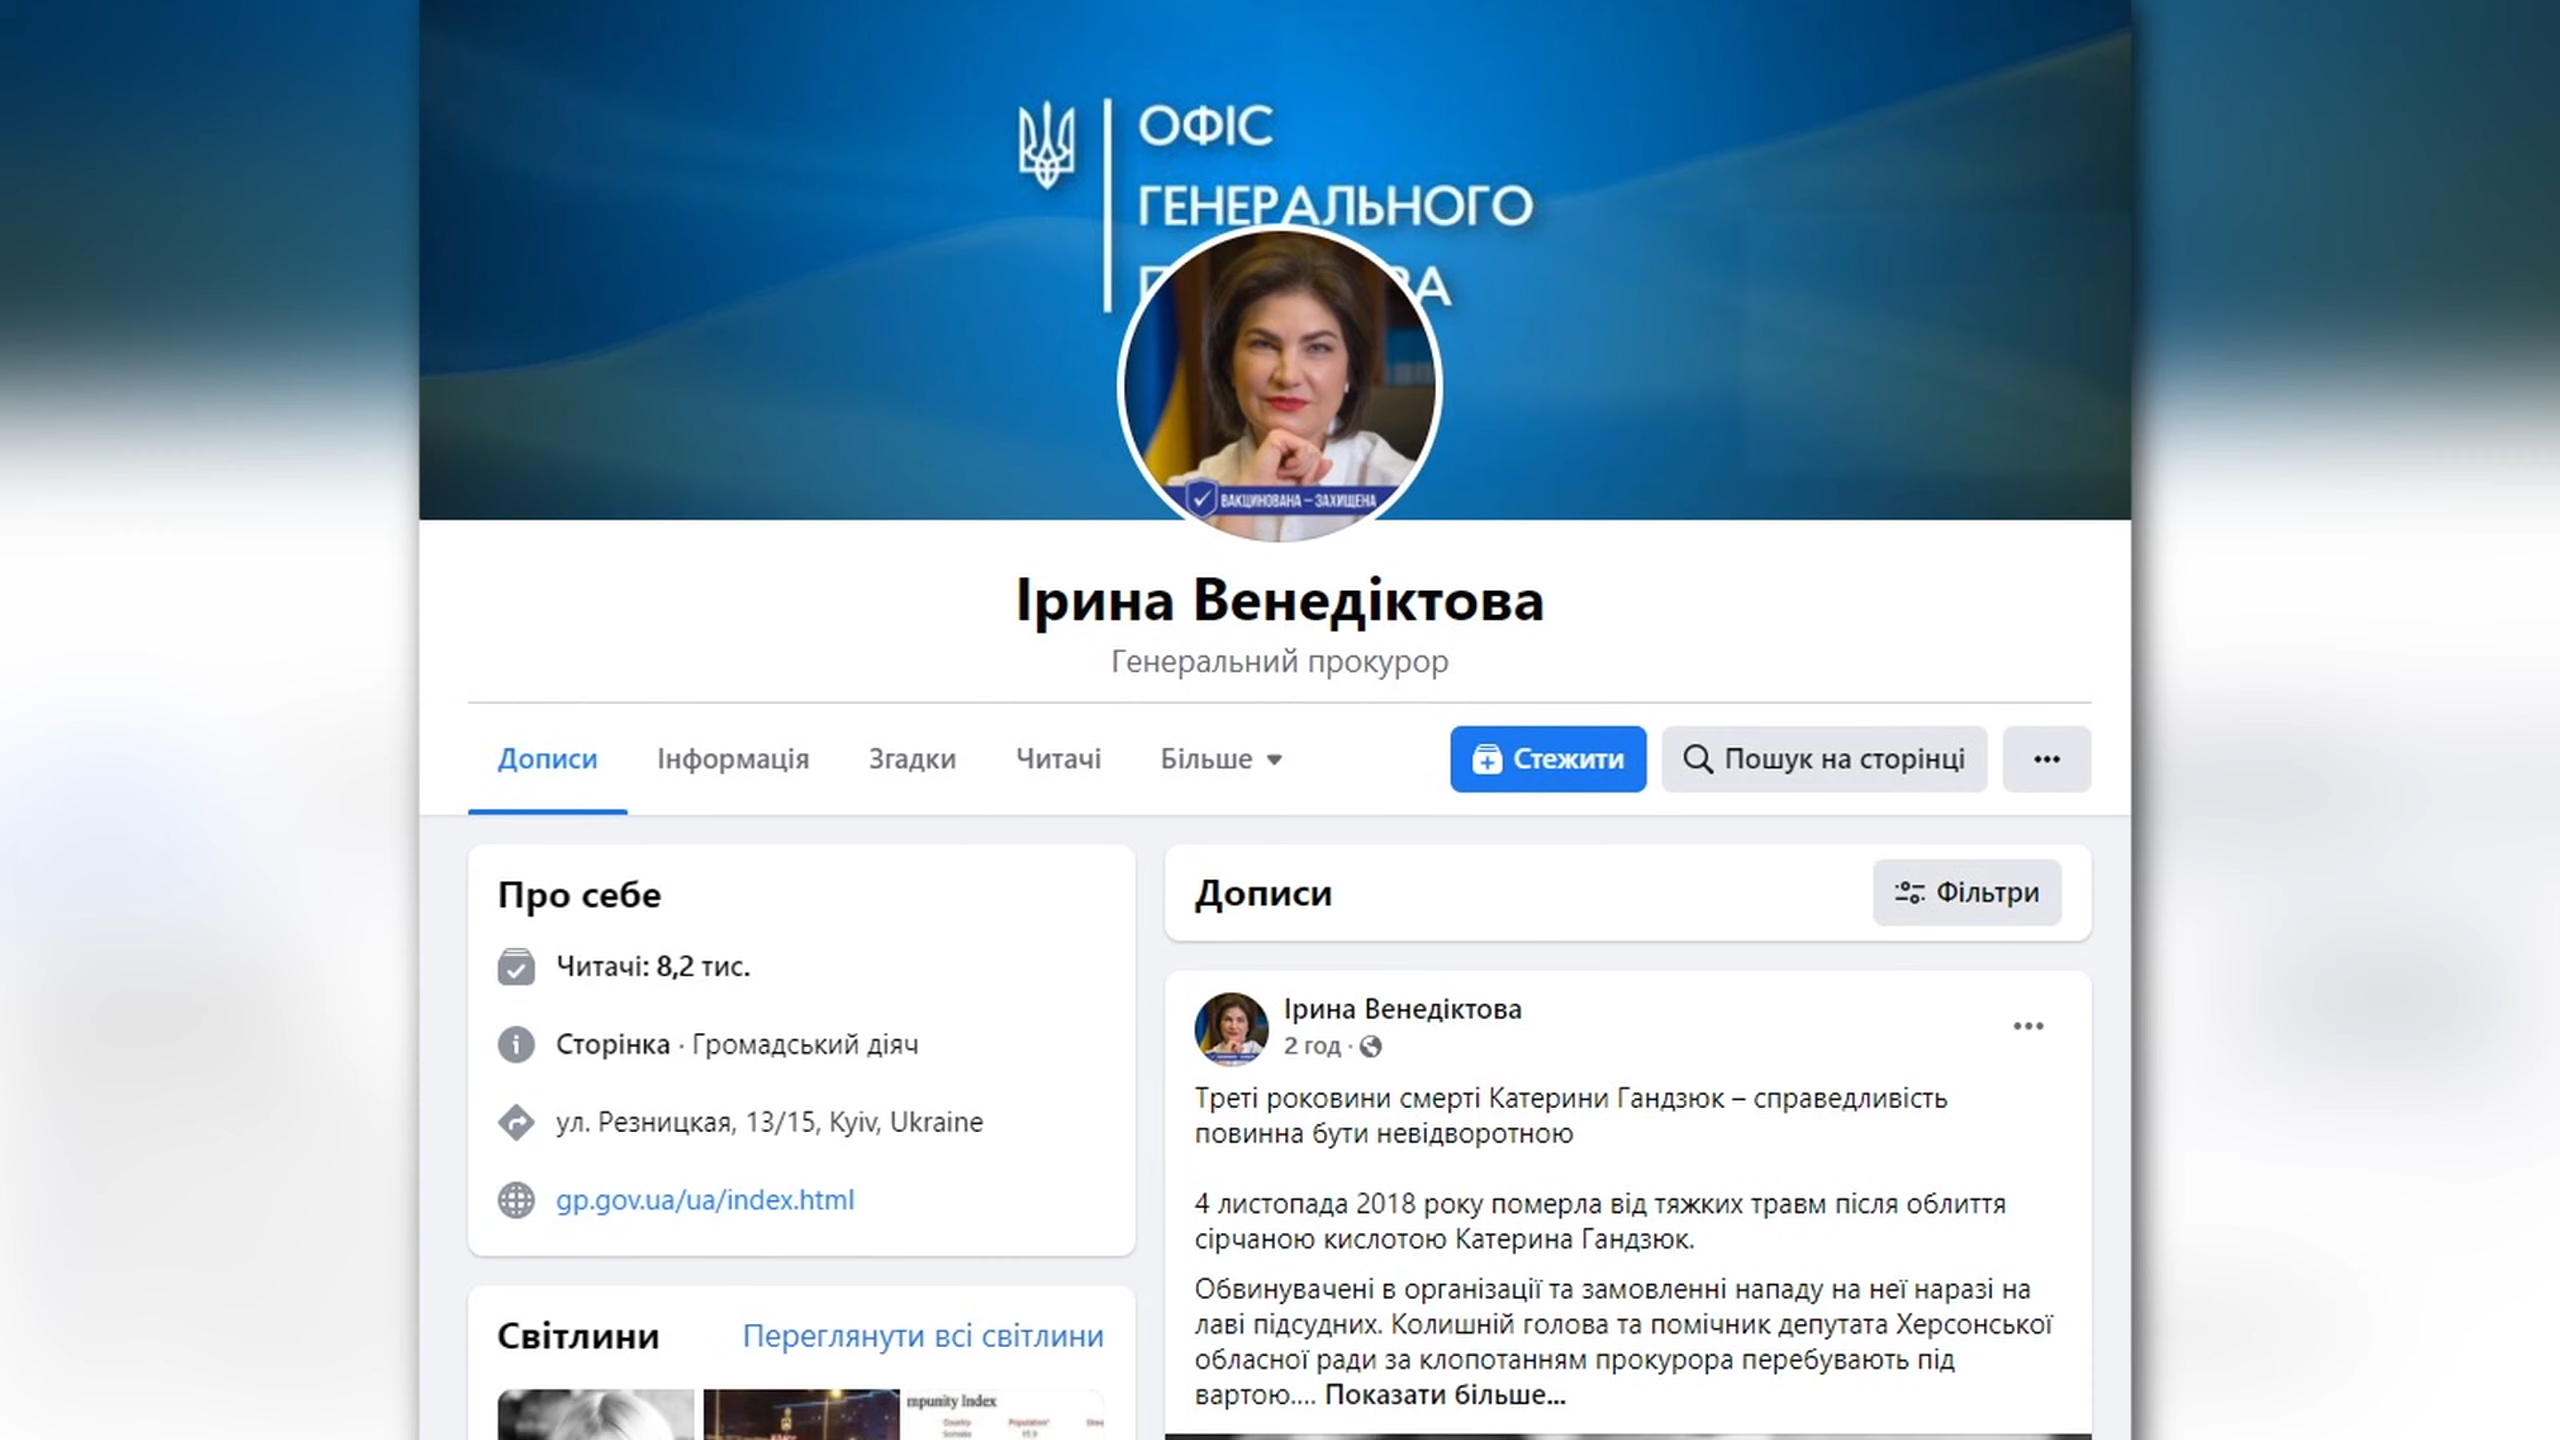 ОФІС
ГЕНЕРАЛЬНОГО
ВАКЦИНОВАНА – ЗАХИЩЕНА
Ірина Венедіктова
Генеральний прокурор
Дописи Інформація Згадки Читачі Більше Стежити Пошук на сторінці
Про себе
Читачі: 8,2 тис.
Сторінка · Громадський діяч
ул. Резницкая, 13/15, Kyiv, Ukraine
gp.gov.ua/ua/index.html
Світлини Переглянути всі світлини
mpunity Index
Country Population
Somalia
Дописи Фільтри
Ірина Венедіктова
2 год ·
Треті роковини смерті Катерини Гандзюк – справедливість
повинна бути невідворотною
4 листопада 2018 року померла від тяжких травм після облиття
сірчаною кислотою Катерина Гандзюк.
Обвинувачені в організації та замовленні нападу на неї наразі на
лаві підсудних. Колишній голова та помічник депутата Херсонської
обласної ради за клопотанням прокурора перебувають під
вартою.... Показати більше...